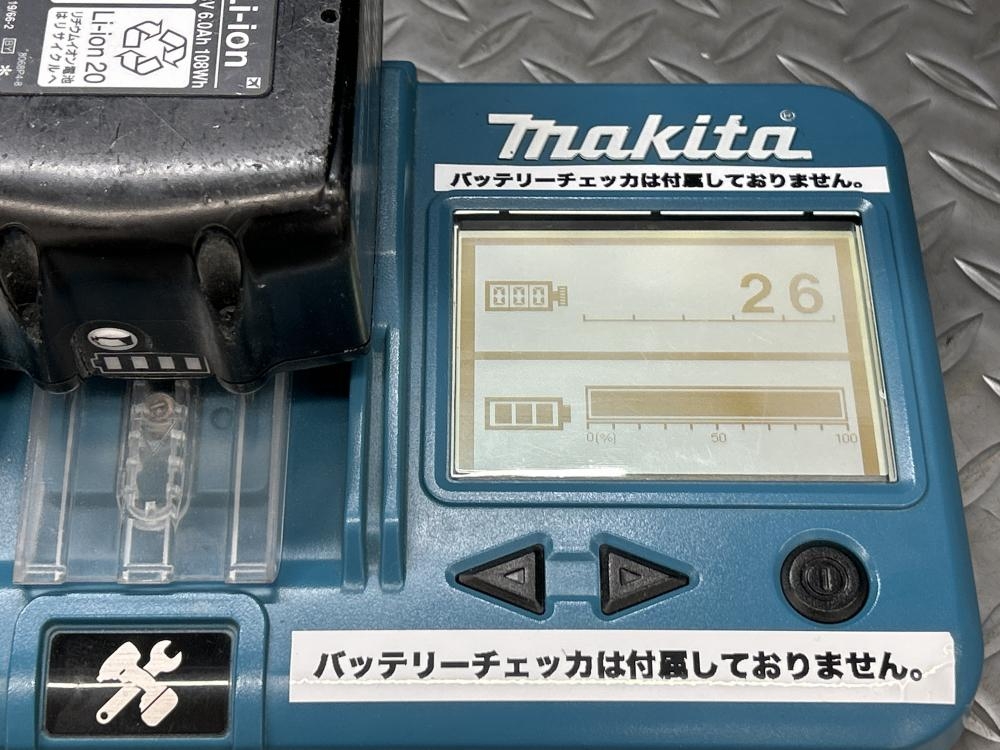 Li-ion
V 6.0Ah 108Wh
Li-ion 20
リチウムイオン電池
はリサイクルへ
makita®
バッテリーチェッカは付属しておりません。
26
0(%) 50 100
バッテリーチェッカは付属しておりません。